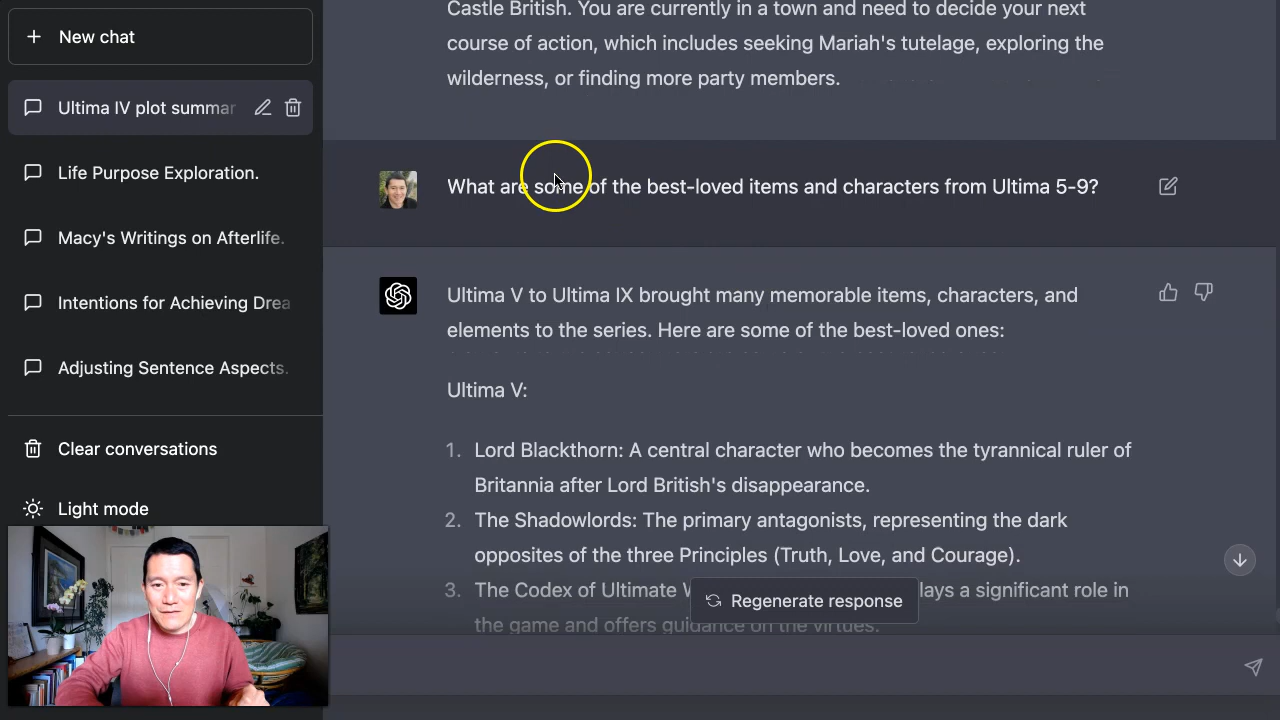 New chat
Ultima IV plot summar
Life Purpose Exploration.
Macy's Writings on Afterlife.
Intentions for Achieving Drea
Adjusting Sentence Aspects.
Clear conversations
Light mode
Castle British. You are currently in a town and need to decide your next
course of action, which includes seeking Mariah's tutelage, exploring the
wilderness, or finding more party members.
What are some of the best-loved items and characters from Ultima 5-9?
Ultima V to Ultima IX brought many memorable items, characters, and
elements to the series. Here are some of the best-loved ones:
Ultima V:
1. Lord Blackthorn: A central character who becomes the tyrannical ruler of
Britannia after Lord British's disappearance.
2. The Shadowlords: The primary antagonists, representing the dark
opposites of the three Principles (Truth, Love, and Courage).
3. The Codex of Ultimate W lays a significant role in
the game and offers guidance on the virtues.
Regenerate response